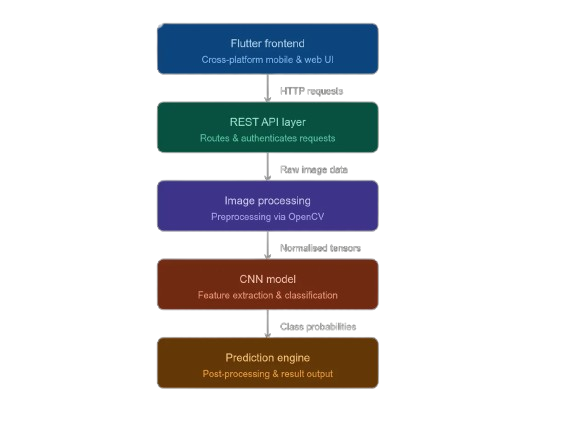 Flutter frontend
Cross-platform mobile & web UI
HTTP requests
REST API layer
Routes & authenticates requests
Raw image data
Image processing
Preprocessing via OpenCV
Normalised tensors
CNN model
Feature extraction & classification
Class probabilities
Prediction engine
Post-processing & result output